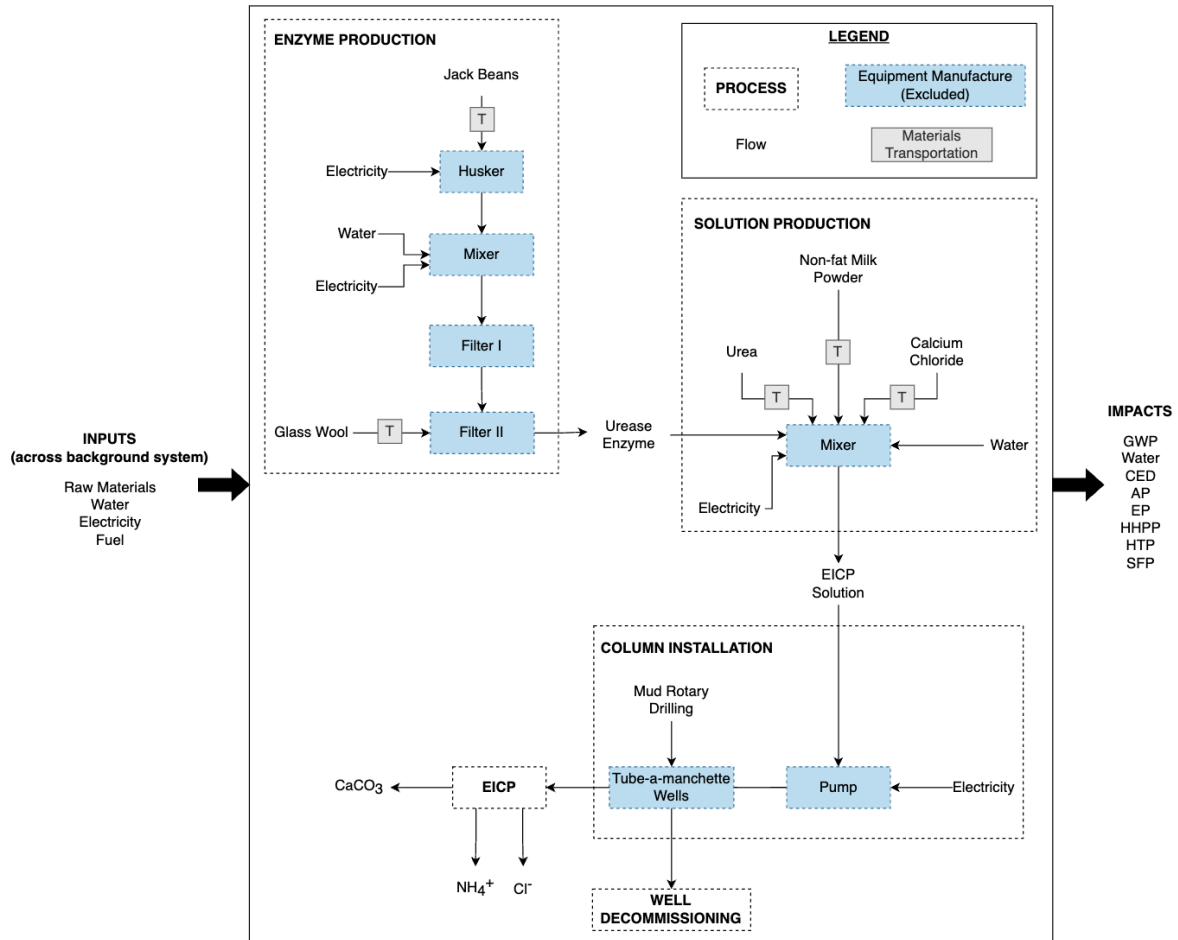 ENZYME PRODUCTION
Jack Beans
T
Electricity
Husker
Water
Mixer
Electricity
Filter I
Glass Wool
T
Filter II
Urease
Enzyme
LEGEND
PROCESS
Equipment Manufacture
(Excluded)
Flow
Materials
Transportation
SOLUTION PRODUCTION
Non-fat Milk
Powder
T
Urea
T
Calcium
Chloride
T
Mixer
Water
Electricity
EICP
Solution
COLUMN INSTALLATION
Mud Rotary
Drilling
Tube-a-manchette
Wells
Pump
Electricity
EICP
CaCO₃
NH₄⁺
Cl⁻
WELL
DECOMMISSIONING
INPUTS
(across background system)
Raw Materials
Water
Electricity
Fuel
IMPACTS
GWP
Water
CED
AP
EP
HHPP
HTP
SFP